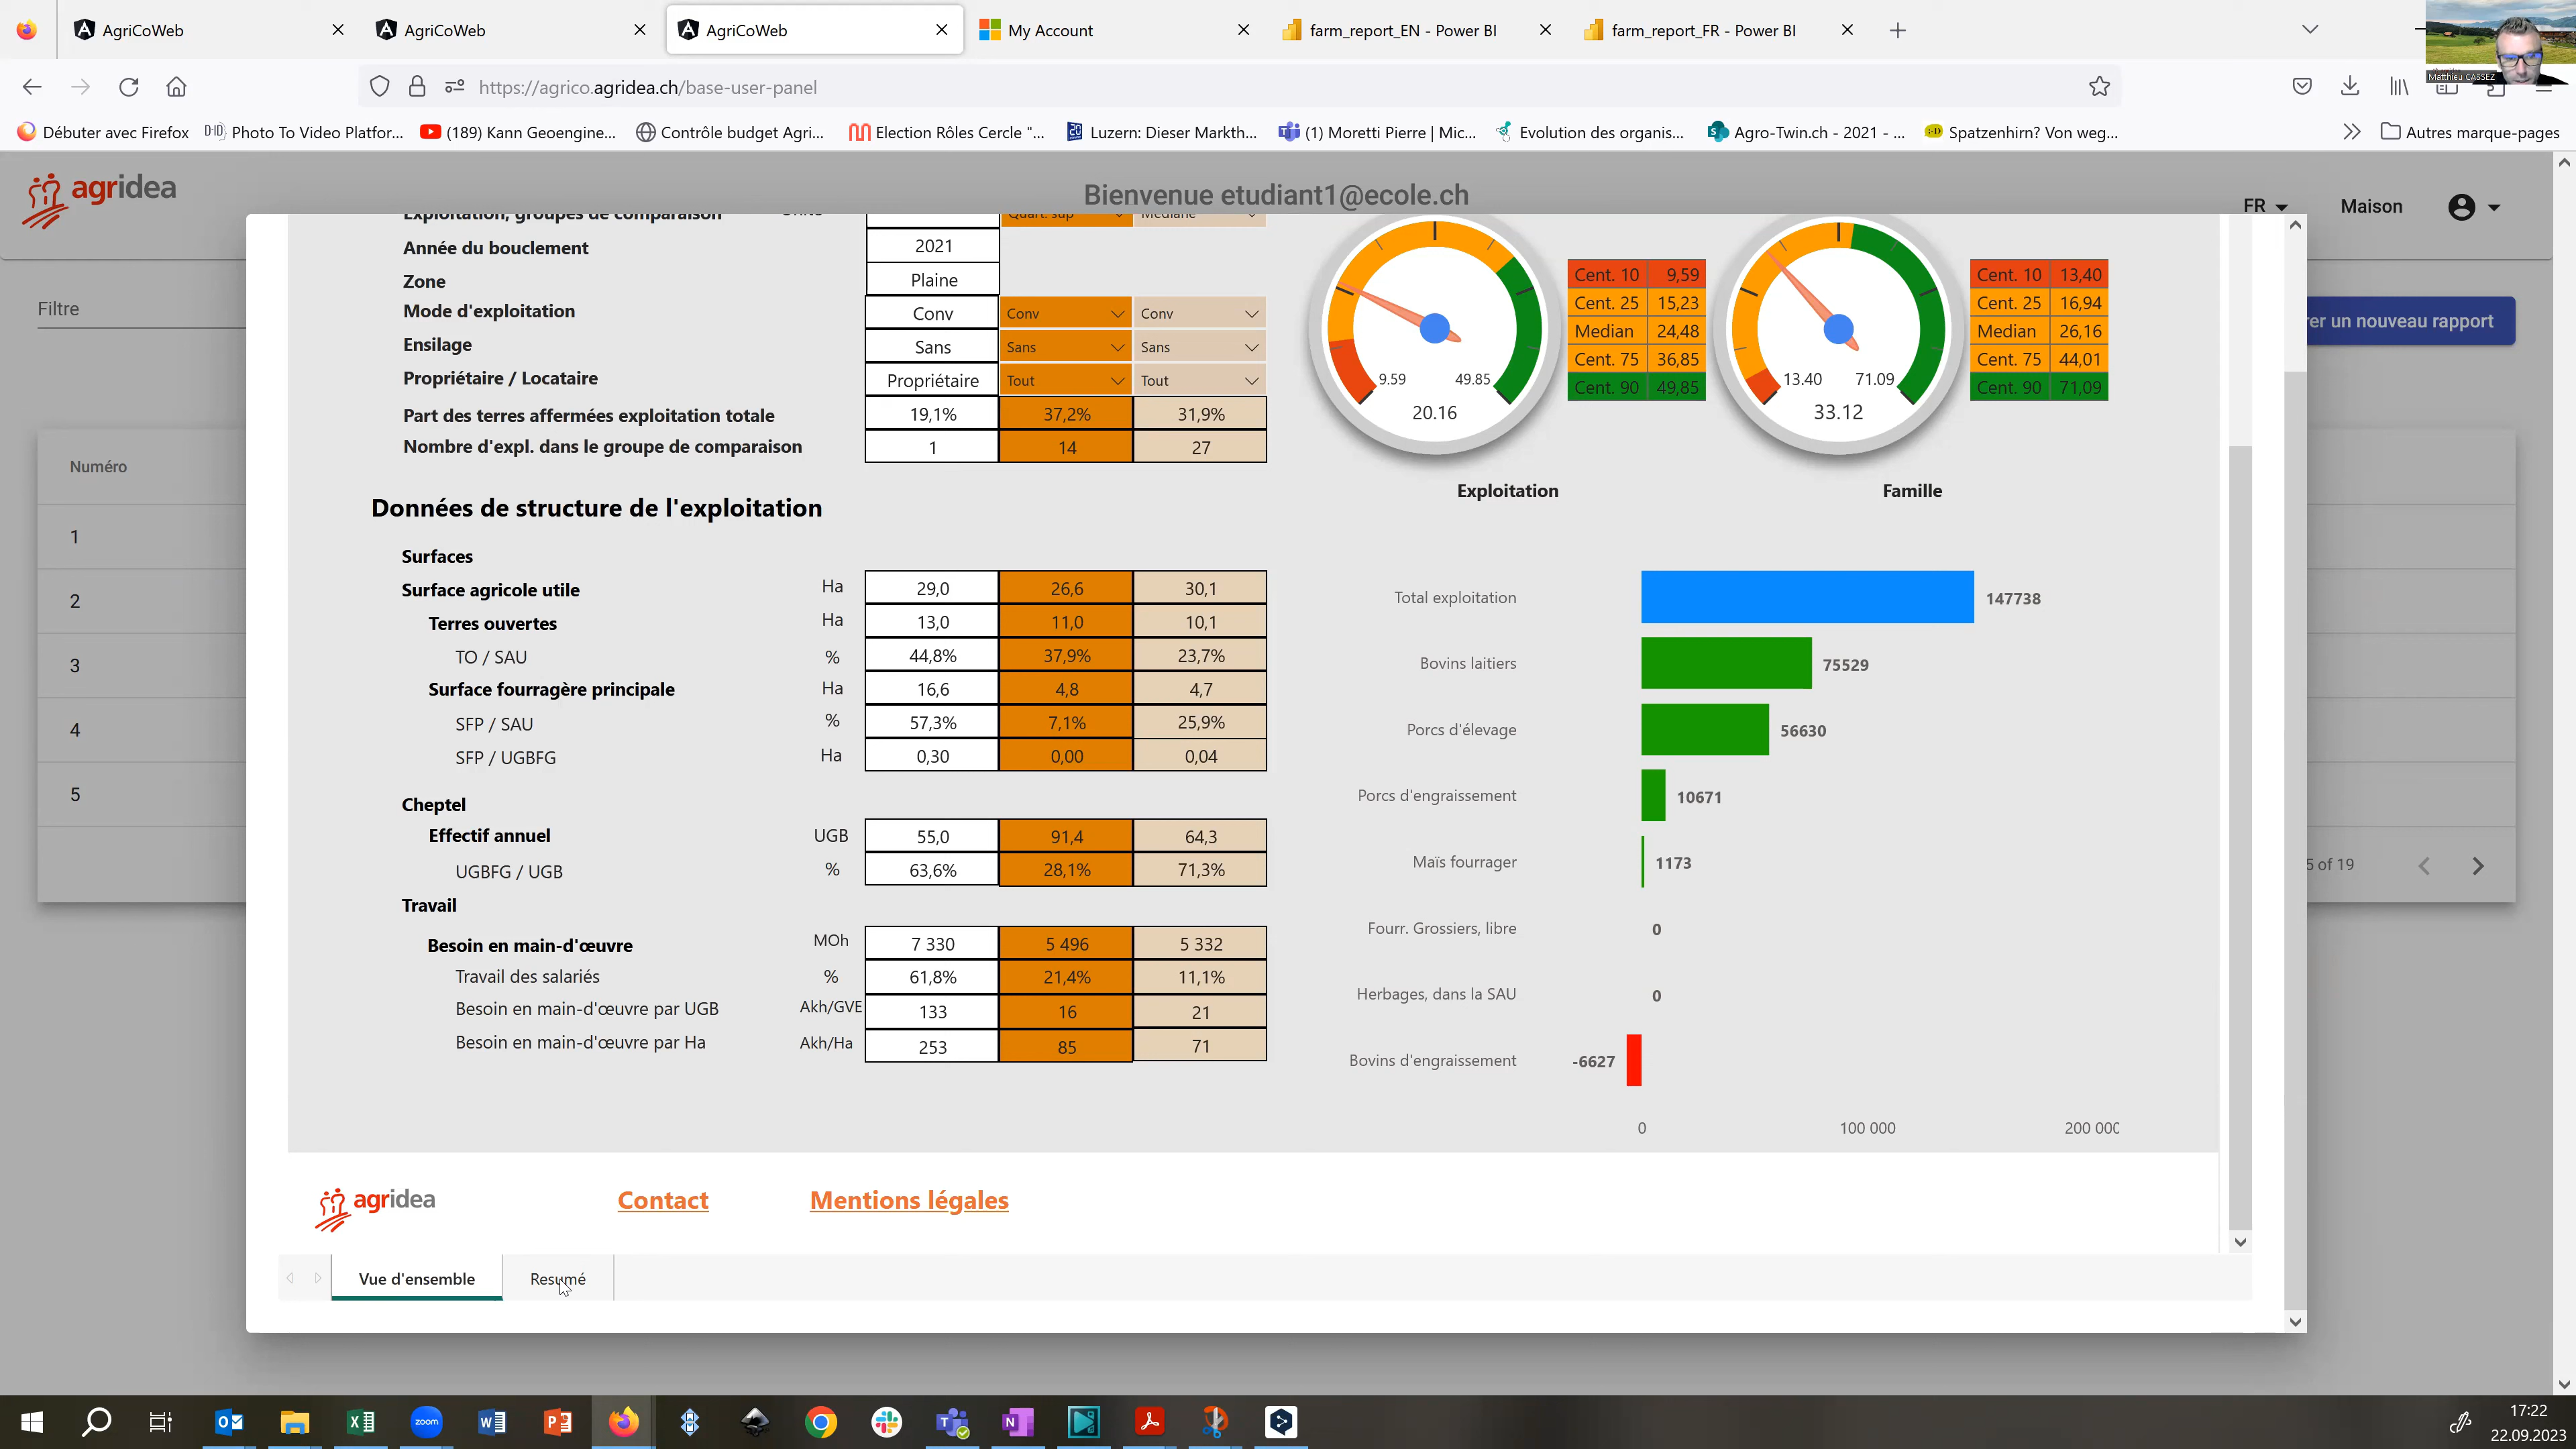 AgriCoWeb
AgriCoWeb
AgriCoWeb
My Account
farm_report_EN - Power BI
farm_report_FR - Power BI
Matthieu CASSEZ
https://agrico.agridea.ch/base-user-panel
Débuter avec Firefox
Photo To Video Platfor...
(189) Kann Geoengine...
Contrôle budget Agri...
Election Rôles Cercle "...
Luzern: Dieser Markth...
(1) Moretti Pierre | Mic...
Evolution des organis...
Agro-Twin.ch - 2021 - ...
Spatzenhirn? Von weg...
Autres marque-pages
agridea
Bienvenue etudiant1@ecole.ch
FR
Maison
Filtre
rer un nouveau rapport
Numéro
1
2
3
4
5
5 of 19
Exploitation, groupes de comparaison
Unité
Quart. sup
Médiane
Année du bouclement
2021
Zone
Plaine
Mode d'exploitation
Conv Conv Conv
Ensilage
Sans Sans Sans
Propriétaire / Locataire
Propriétaire Tout Tout
Part des terres affermées exploitation totale
19,1% 37,2% 31,9%
Nombre d'expl. dans le groupe de comparaison
1 14 27
9.59 49.85
20.16
Cent. 10 9,59
Cent. 25 15,23
Median 24,48
Cent. 75 36,85
Cent. 90 49,85
Exploitation
13.40 71.09
33.12
Cent. 10 13,40
Cent. 25 16,94
Median 26,16
Cent. 75 44,01
Cent. 90 71,09
Famille
Données de structure de l'exploitation
Surfaces
Surface agricole utile Ha 29,0 26,6 30,1
Terres ouvertes Ha 13,0 11,0 10,1
TO / SAU % 44,8% 37,9% 23,7%
Surface fourragère principale Ha 16,6 4,8 4,7
SFP / SAU % 57,3% 7,1% 25,9%
SFP / UGBFG Ha 0,30 0,00 0,04
Cheptel
Effectif annuel UGB 55,0 91,4 64,3
UGBFG / UGB % 63,6% 28,1% 71,3%
Travail
Besoin en main-d'œuvre MOh 7 330 5 496 5 332
Travail des salariés % 61,8% 21,4% 11,1%
Besoin en main-d'œuvre par UGB Akh/GVE 133 16 21
Besoin en main-d'œuvre par Ha Akh/Ha 253 85 71
Total exploitation 147738
Bovins laitiers 75529
Porcs d'élevage 56630
Porcs d'engraissement 10671
Maïs fourrager 1173
Fourr. Grossiers, libre 0
Herbages, dans la SAU 0
Bovins d'engraissement -6627
0 100 000 200 000
agridea
Contact
Mentions légales
Vue d'ensemble
Resumé
zoom
17:22
22.09.2023